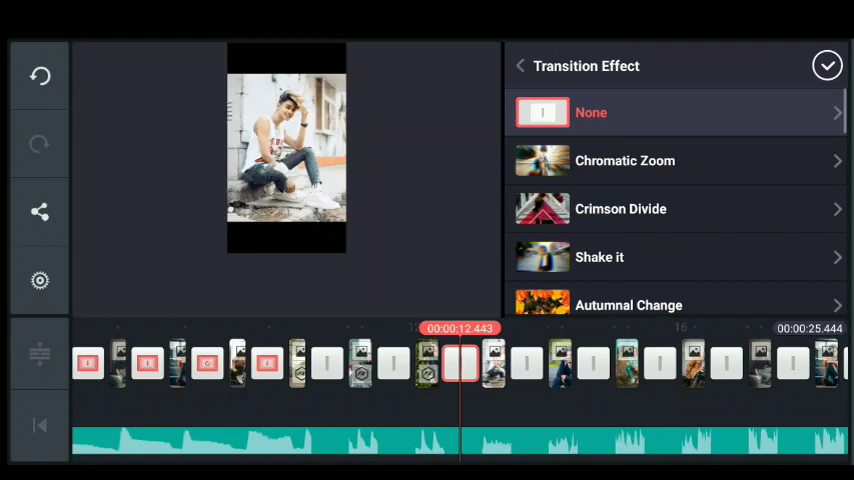 Transition Effect
None
Chromatic Zoom
Crimson Divide
Shake it
Autumnal Change
00:00:12.443
16
00:00:25.444